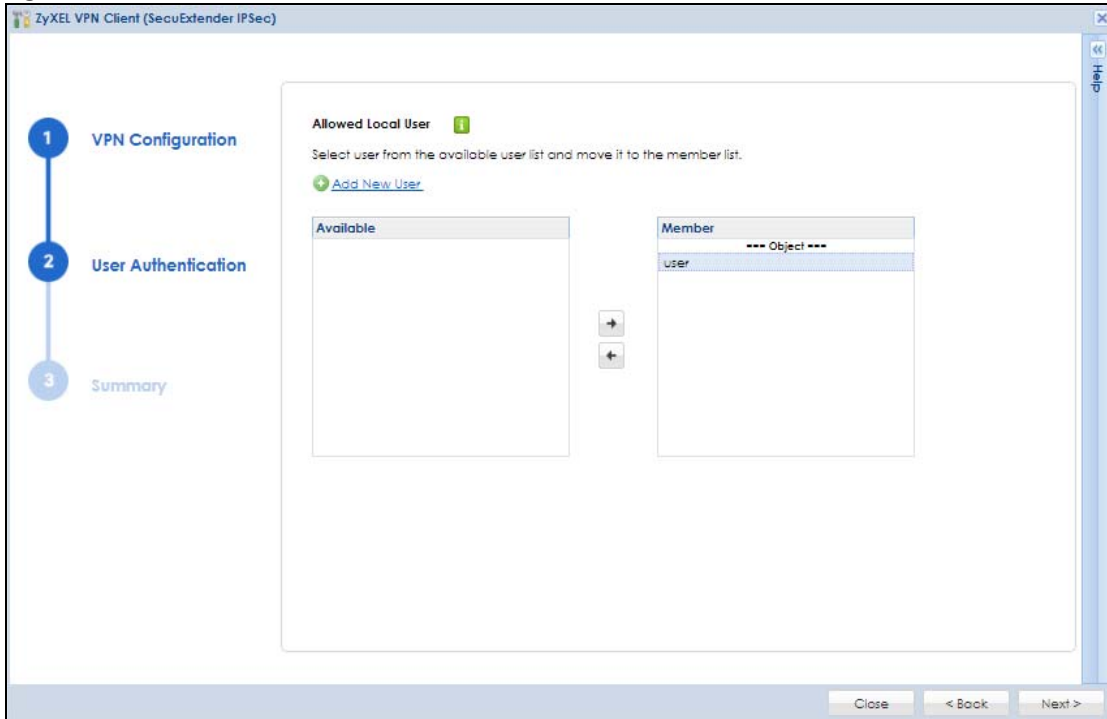 ZyXEL VPN Client (SecuExtender IPSec)
Help
1 VPN Configuration
2 User Authentication
3 Summary
Allowed Local User
Select user from the available user list and move it to the member list.
Add New User
Available
Member
=== Object ===
user
Close
< Back
Next >